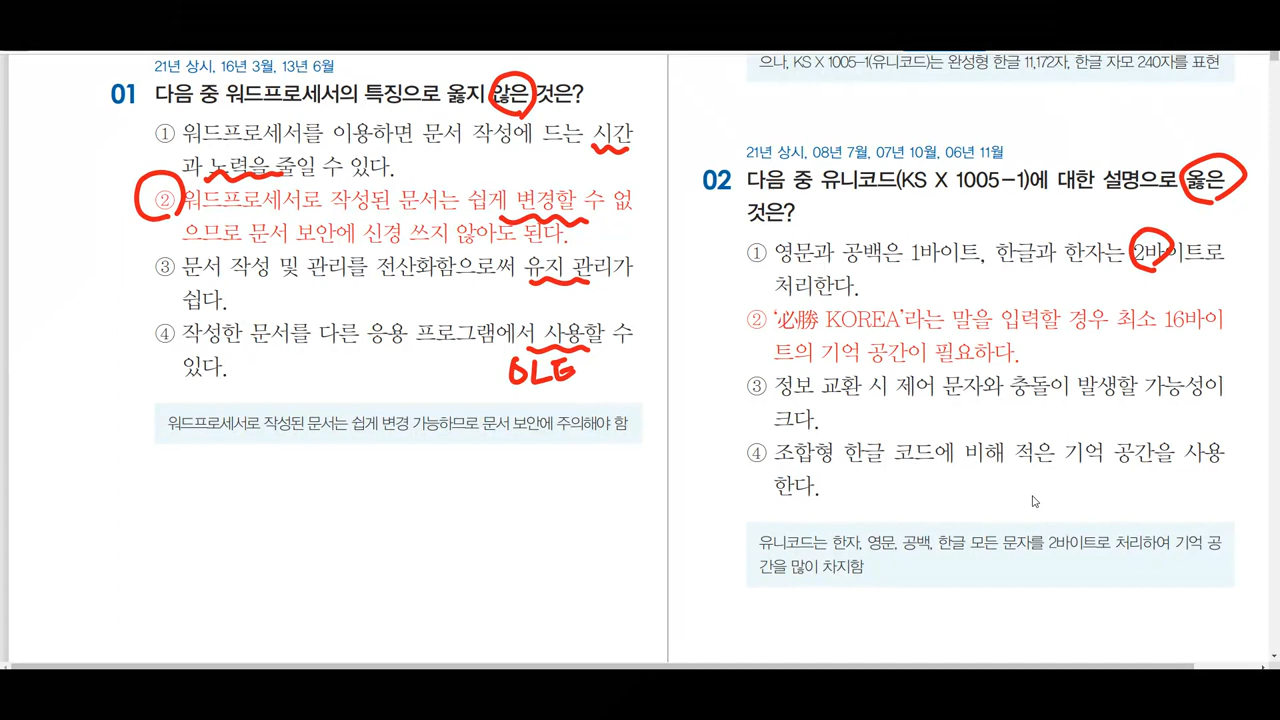 21년 상시, 16년 3월, 13년 6월
01 다음 중 워드프로세서의 특징으로 옳지 않은 것은?
① 워드프로세서를 이용하면 문서 작성에 드는 시간
과 노력을 줄일 수 있다.
② 워드프로세서로 작성된 문서는 쉽게 변경할 수 없
으므로 문서 보안에 신경 쓰지 않아도 된다.
③ 문서 작성 및 관리를 전산화함으로써 유지 관리가
쉽다.
④ 작성한 문서를 다른 응용 프로그램에서 사용할 수
있다.
OLE
워드프로세서로 작성된 문서는 쉽게 변경 가능하므로 문서 보안에 주의해야 함
으나, KS X 1005-1(유니코드)는 완성형 한글 11,172자, 한글 자모 240자를 표현
21년 상시, 08년 7월, 07년 10월, 06년 11월
02 다음 중 유니코드(KS X 1005-1)에 대한 설명으로 옳은
것은?
① 영문과 공백은 1바이트, 한글과 한자는 2바이트로
처리한다.
② ‘必勝 KOREA’라는 말을 입력할 경우 최소 16바이
트의 기억 공간이 필요하다.
③ 정보 교환 시 제어 문자와 충돌이 발생할 가능성이
크다.
④ 조합형 한글 코드에 비해 적은 기억 공간을 사용
한다.
유니코드는 한자, 영문, 공백, 한글 모든 문자를 2바이트로 처리하여 기억 공
간을 많이 차지함